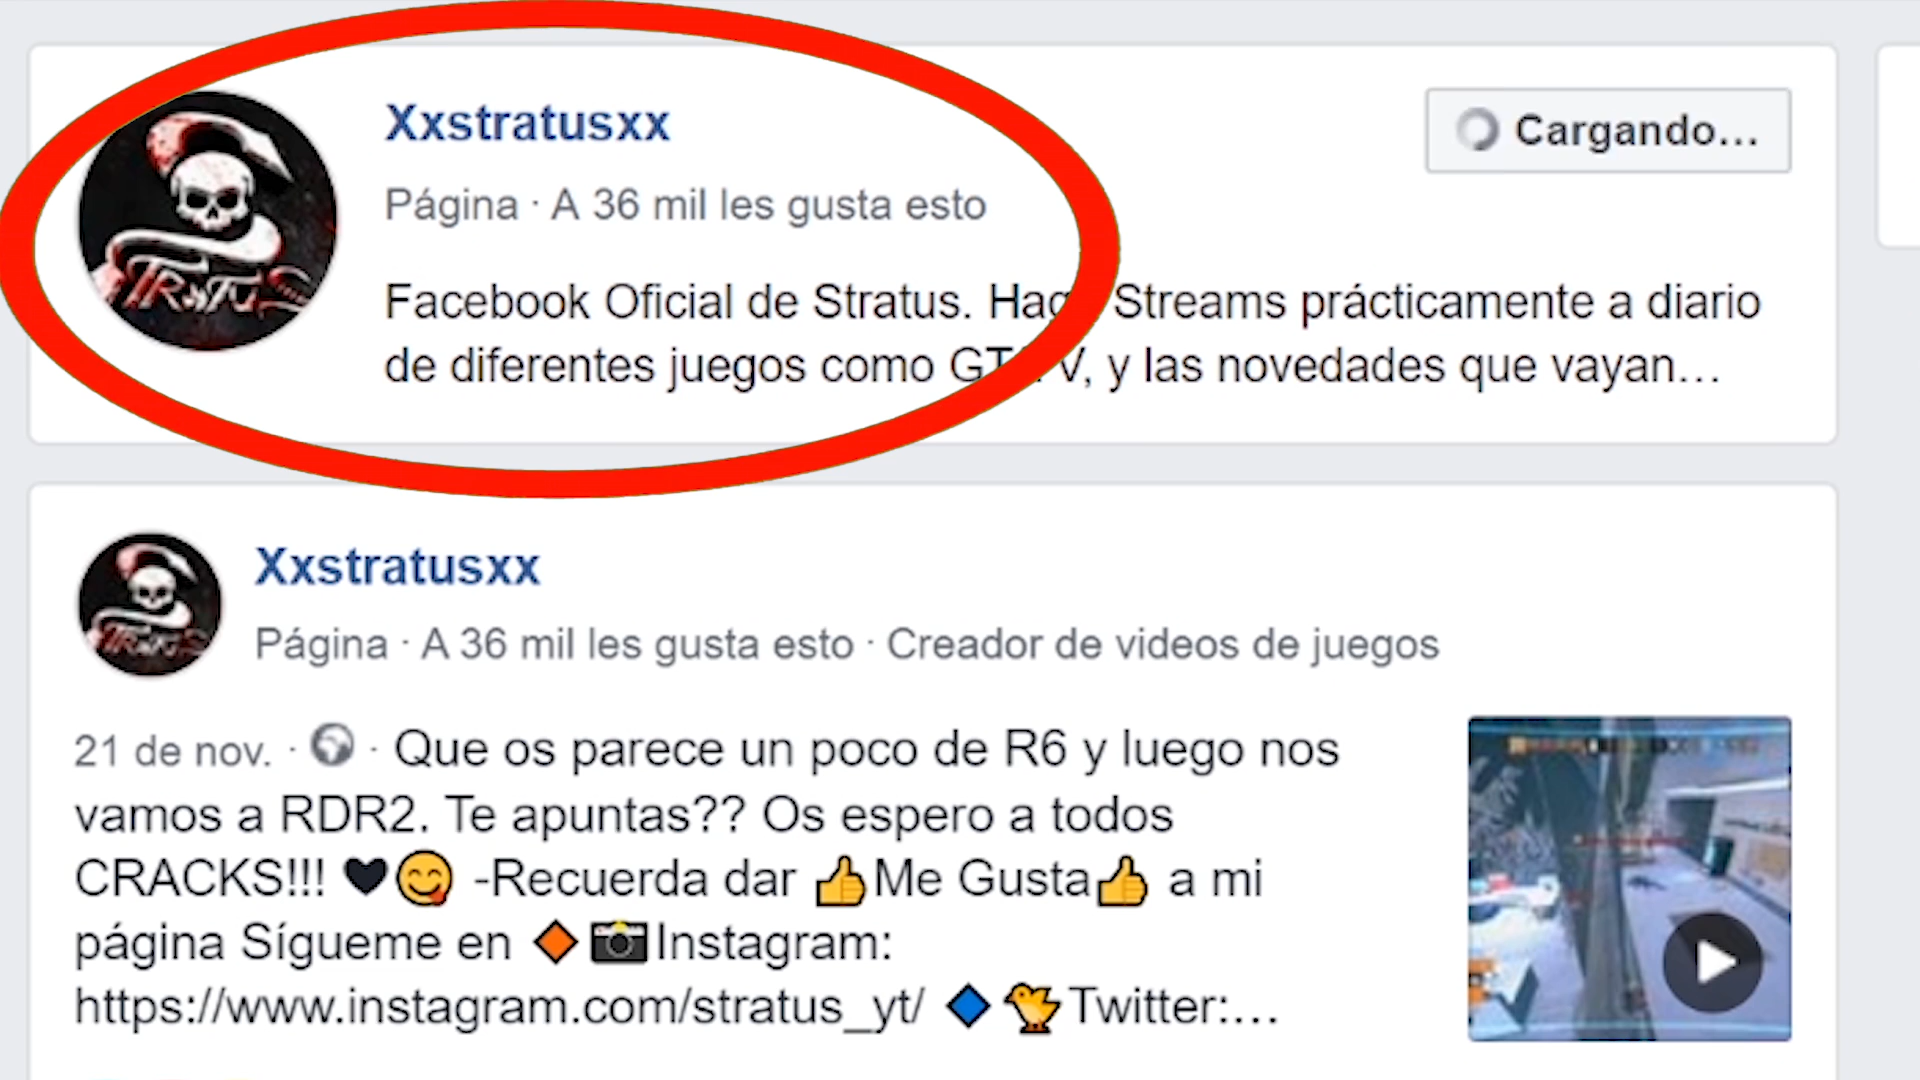 Xxstratusxx
Cargando...
Página · A 36 mil les gusta esto
Facebook Oficial de Stratus. Streams prácticamente a diario
de diferentes juegos como V, y las novedades que vayan...
Xxstratusxx
Página · A 36 mil les gusta esto · Creador de videos de juegos
21 de nov. · · Que os parece un poco de R6 y luego nos
vamos a RDR2. Te apuntas?? Os espero a todos
CRACKS!!! 🖤😋 -Recuerda dar 👍Me Gusta👍 a mi
página Sígueme en 🔶📸Instagram:
https://www.instagram.com/stratus_yt/ 🔷🐤Twitter:...